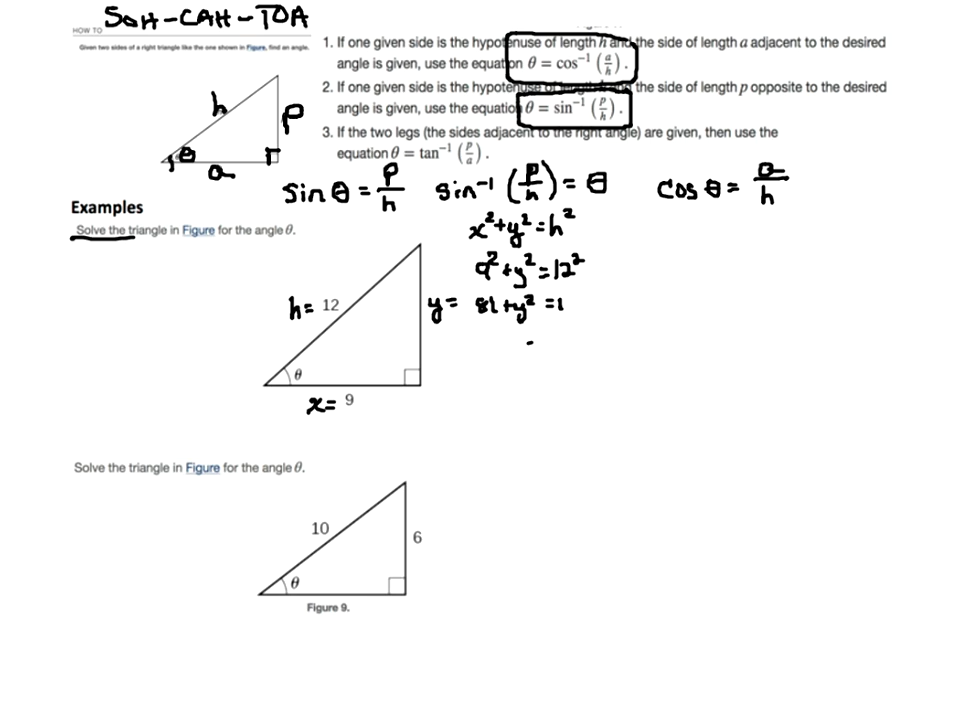 SOH-CAH-TOA
HOW TO
Given two sides of a right triangle like the one shown in Figure, find an angle.
1. If one given side is the hypotenuse of length h and the side of length a adjacent to the desired
angle is given, use the equation θ = cos⁻¹ (a/h).
2. If one given side is the hypotenuse of length h and the side of length p opposite to the desired
angle is given, use the equation θ = sin⁻¹ (p/h).
3. If the two legs (the sides adjacent to the right angle) are given, then use the
equation θ = tan⁻¹ (p/a).
h
P
θ
a
sin θ = P/h sin⁻¹ (P/h) = θ cos θ = a/h
Examples
Solve the triangle in Figure for the angle θ.
x²+y²=h²
9²+y²=12²
h= 12
y= 81+y²=1
θ
x= 9
Solve the triangle in Figure for the angle θ.
10
6
θ
Figure 9.